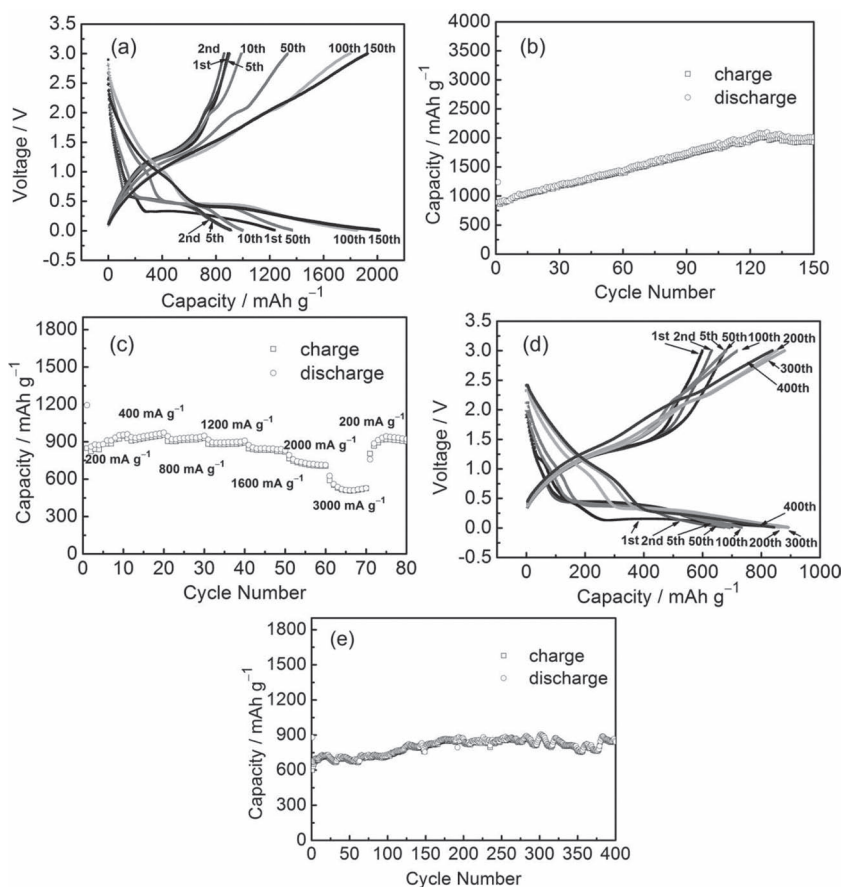 (a)
2nd
1st
5th
10th
50th
100th 150th
3.5
3.0
2.5
2.0
1.5
1.0
0.5
0.0
-0.5
Voltage / V
2nd 5th 10th 1st 50th 100th 150th
0 400 800 1200 1600 2000
Capacity / mAh g⁻¹
(b)
charge
discharge
4000
3500
3000
2500
2000
1500
1000
500
0
Capacity / mAh g⁻¹
0 30 60 90 120 150
Cycle Number
(c)
charge
discharge
1800
1500
1200
900
600
300
0
Capacity / mAh g⁻¹
200 mA g⁻¹
400 mA g⁻¹
800 mA g⁻¹
1200 mA g⁻¹
1600 mA g⁻¹
2000 mA g⁻¹
3000 mA g⁻¹
200 mA g⁻¹
0 10 20 30 40 50 60 70 80
Cycle Number
(d)
1st 2nd 5th 50th 100th 200th
300th
400th
3.5
3.0
2.5
2.0
1.5
1.0
0.5
0.0
-0.5
Voltage / V
400th
1st 2nd 5th 50th 100th 200th 300th
0 200 400 600 800 1000
Capacity / mAh g⁻¹
(e)
charge
discharge
1800
1500
1200
900
600
300
0
Capacity / mAh g⁻¹
0 50 100 150 200 250 300 350 400
Cycle Number